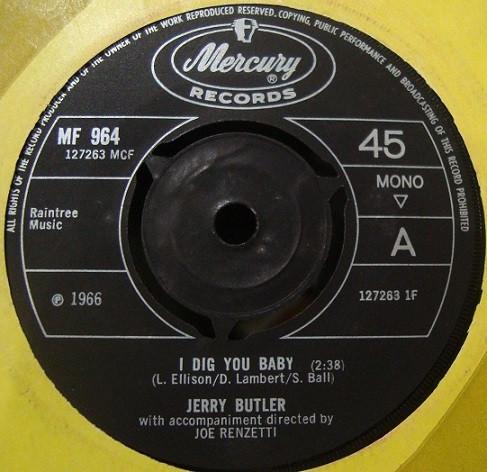 ALL RIGHTS OF THE RECORD PRODUCER AND OF THE OWNER OF THE WORK REPRODUCED RESERVED. COPYING, PUBLIC PERFORMANCE AND BROADCASTING OF THIS RECORD PROHIBITED
Mercury
®
RECORDS
MF 964
127263 MCF
45
MONO
▽
A
Raintree
Music
℗ 1966
127263 1F
I DIG YOU BABY (2:38)
(L. Ellison/D. Lambert/S. Ball)
JERRY BUTLER
with accompaniment directed by
JOE RENZETTI